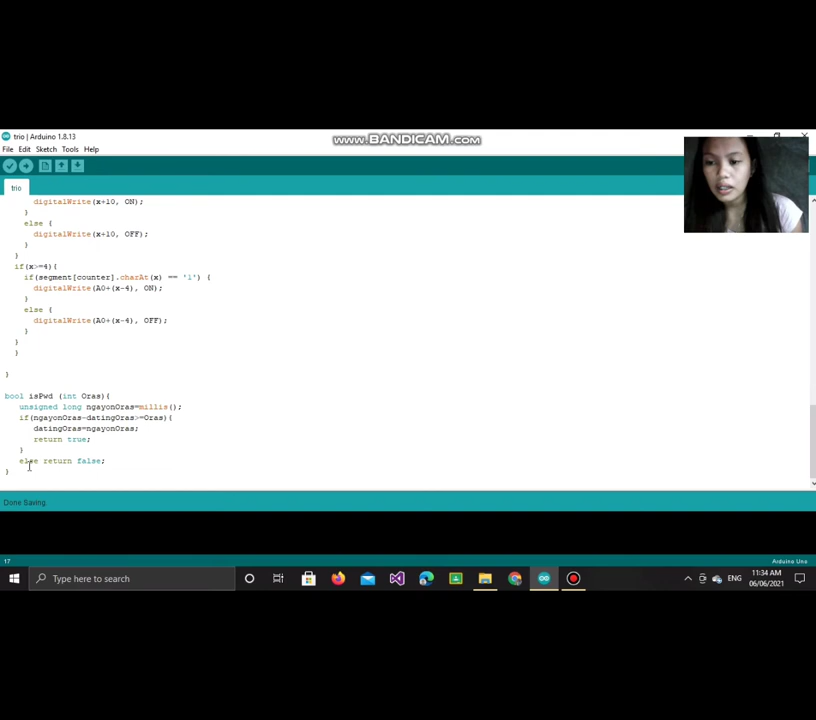 trio | Arduino 1.8.13
www.BANDICAM.com
File Edit Sketch Tools Help
trio
digitalWrite(x+10, ON);
}
else {
digitalWrite(x+10, OFF);
}
}
if(x>=4){
if(segment[counter].charAt(x) == '1') {
digitalWrite(A0+(x-4), ON);
}
else {
digitalWrite(A0+(x-4), OFF);
}
}
}
}
bool isPwd (int Oras){
unsigned long ngayonOras=millis();
if(ngayonOras-datingOras>=Oras){
datingOras=ngayonOras;
return true;
}
else return false;
}
Done Saving
17 Arduino Uno
Type here to search
ENG
11:34 AM
06/06/2021